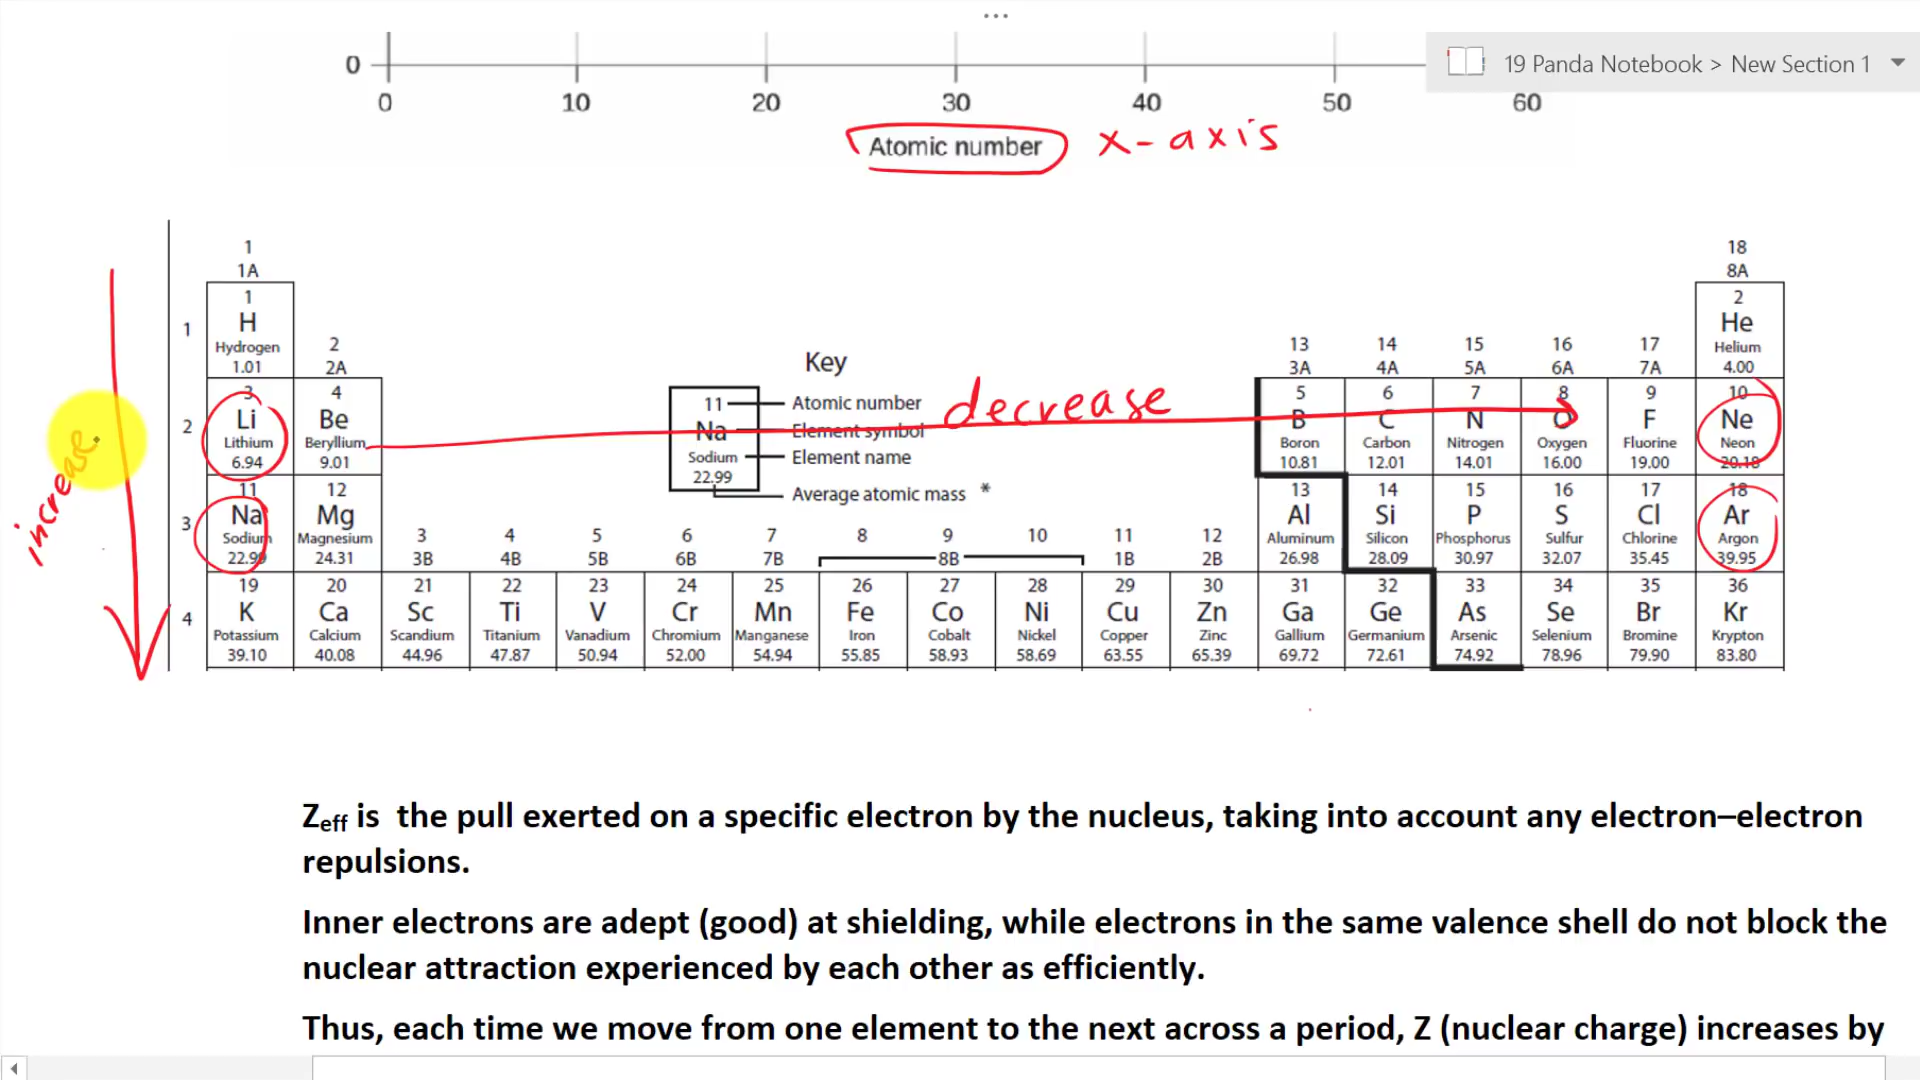 ...
0
19 Panda Notebook > New Section 1
0 10 20 30 40 50 60
Atomic number x-axis
1 18
1A 8A
1 2
H He
1 2 13 14 15 16 17
Hydrogen 2A Key 3A 4A 5A 6A 7A Helium
1.01 4.00
3 4 11 Atomic number decrease 5 6 7 8 9 10
2 Li Be Na Element symbol B C N O F Ne
Lithium Beryllium Sodium Element name Boron Carbon Nitrogen Oxygen Fluorine Neon
6.94 9.01 22.99 Average atomic mass * 10.81 12.01 14.01 16.00 19.00 20.18
increase
11 12 13 14 15 16 17 18
3 Na Mg 3 4 5 6 7 8 9 10 11 12 Al Si P S Cl Ar
Sodium Magnesium 3B 4B 5B 6B 7B 8B 1B 2B Aluminum Silicon Phosphorus Sulfur Chlorine Argon
22.99 24.31 26.98 28.09 30.97 32.07 35.45 39.95
19 20 21 22 23 24 25 26 27 28 29 30 31 32 33 34 35 36
4 K Ca Sc Ti V Cr Mn Fe Co Ni Cu Zn Ga Ge As Se Br Kr
Potassium Calcium Scandium Titanium Vanadium Chromium Manganese Iron Cobalt Nickel Copper Zinc Gallium Germanium Arsenic Selenium Bromine Krypton
39.10 40.08 44.96 47.87 50.94 52.00 54.94 55.85 58.93 58.69 63.55 65.39 69.72 72.61 74.92 78.96 79.90 83.80
Zeff is the pull exerted on a specific electron by the nucleus, taking into account any electron–electron
repulsions.
Inner electrons are adept (good) at shielding, while electrons in the same valence shell do not block the
nuclear attraction experienced by each other as efficiently.
Thus, each time we move from one element to the next across a period, Z (nuclear charge) increases by